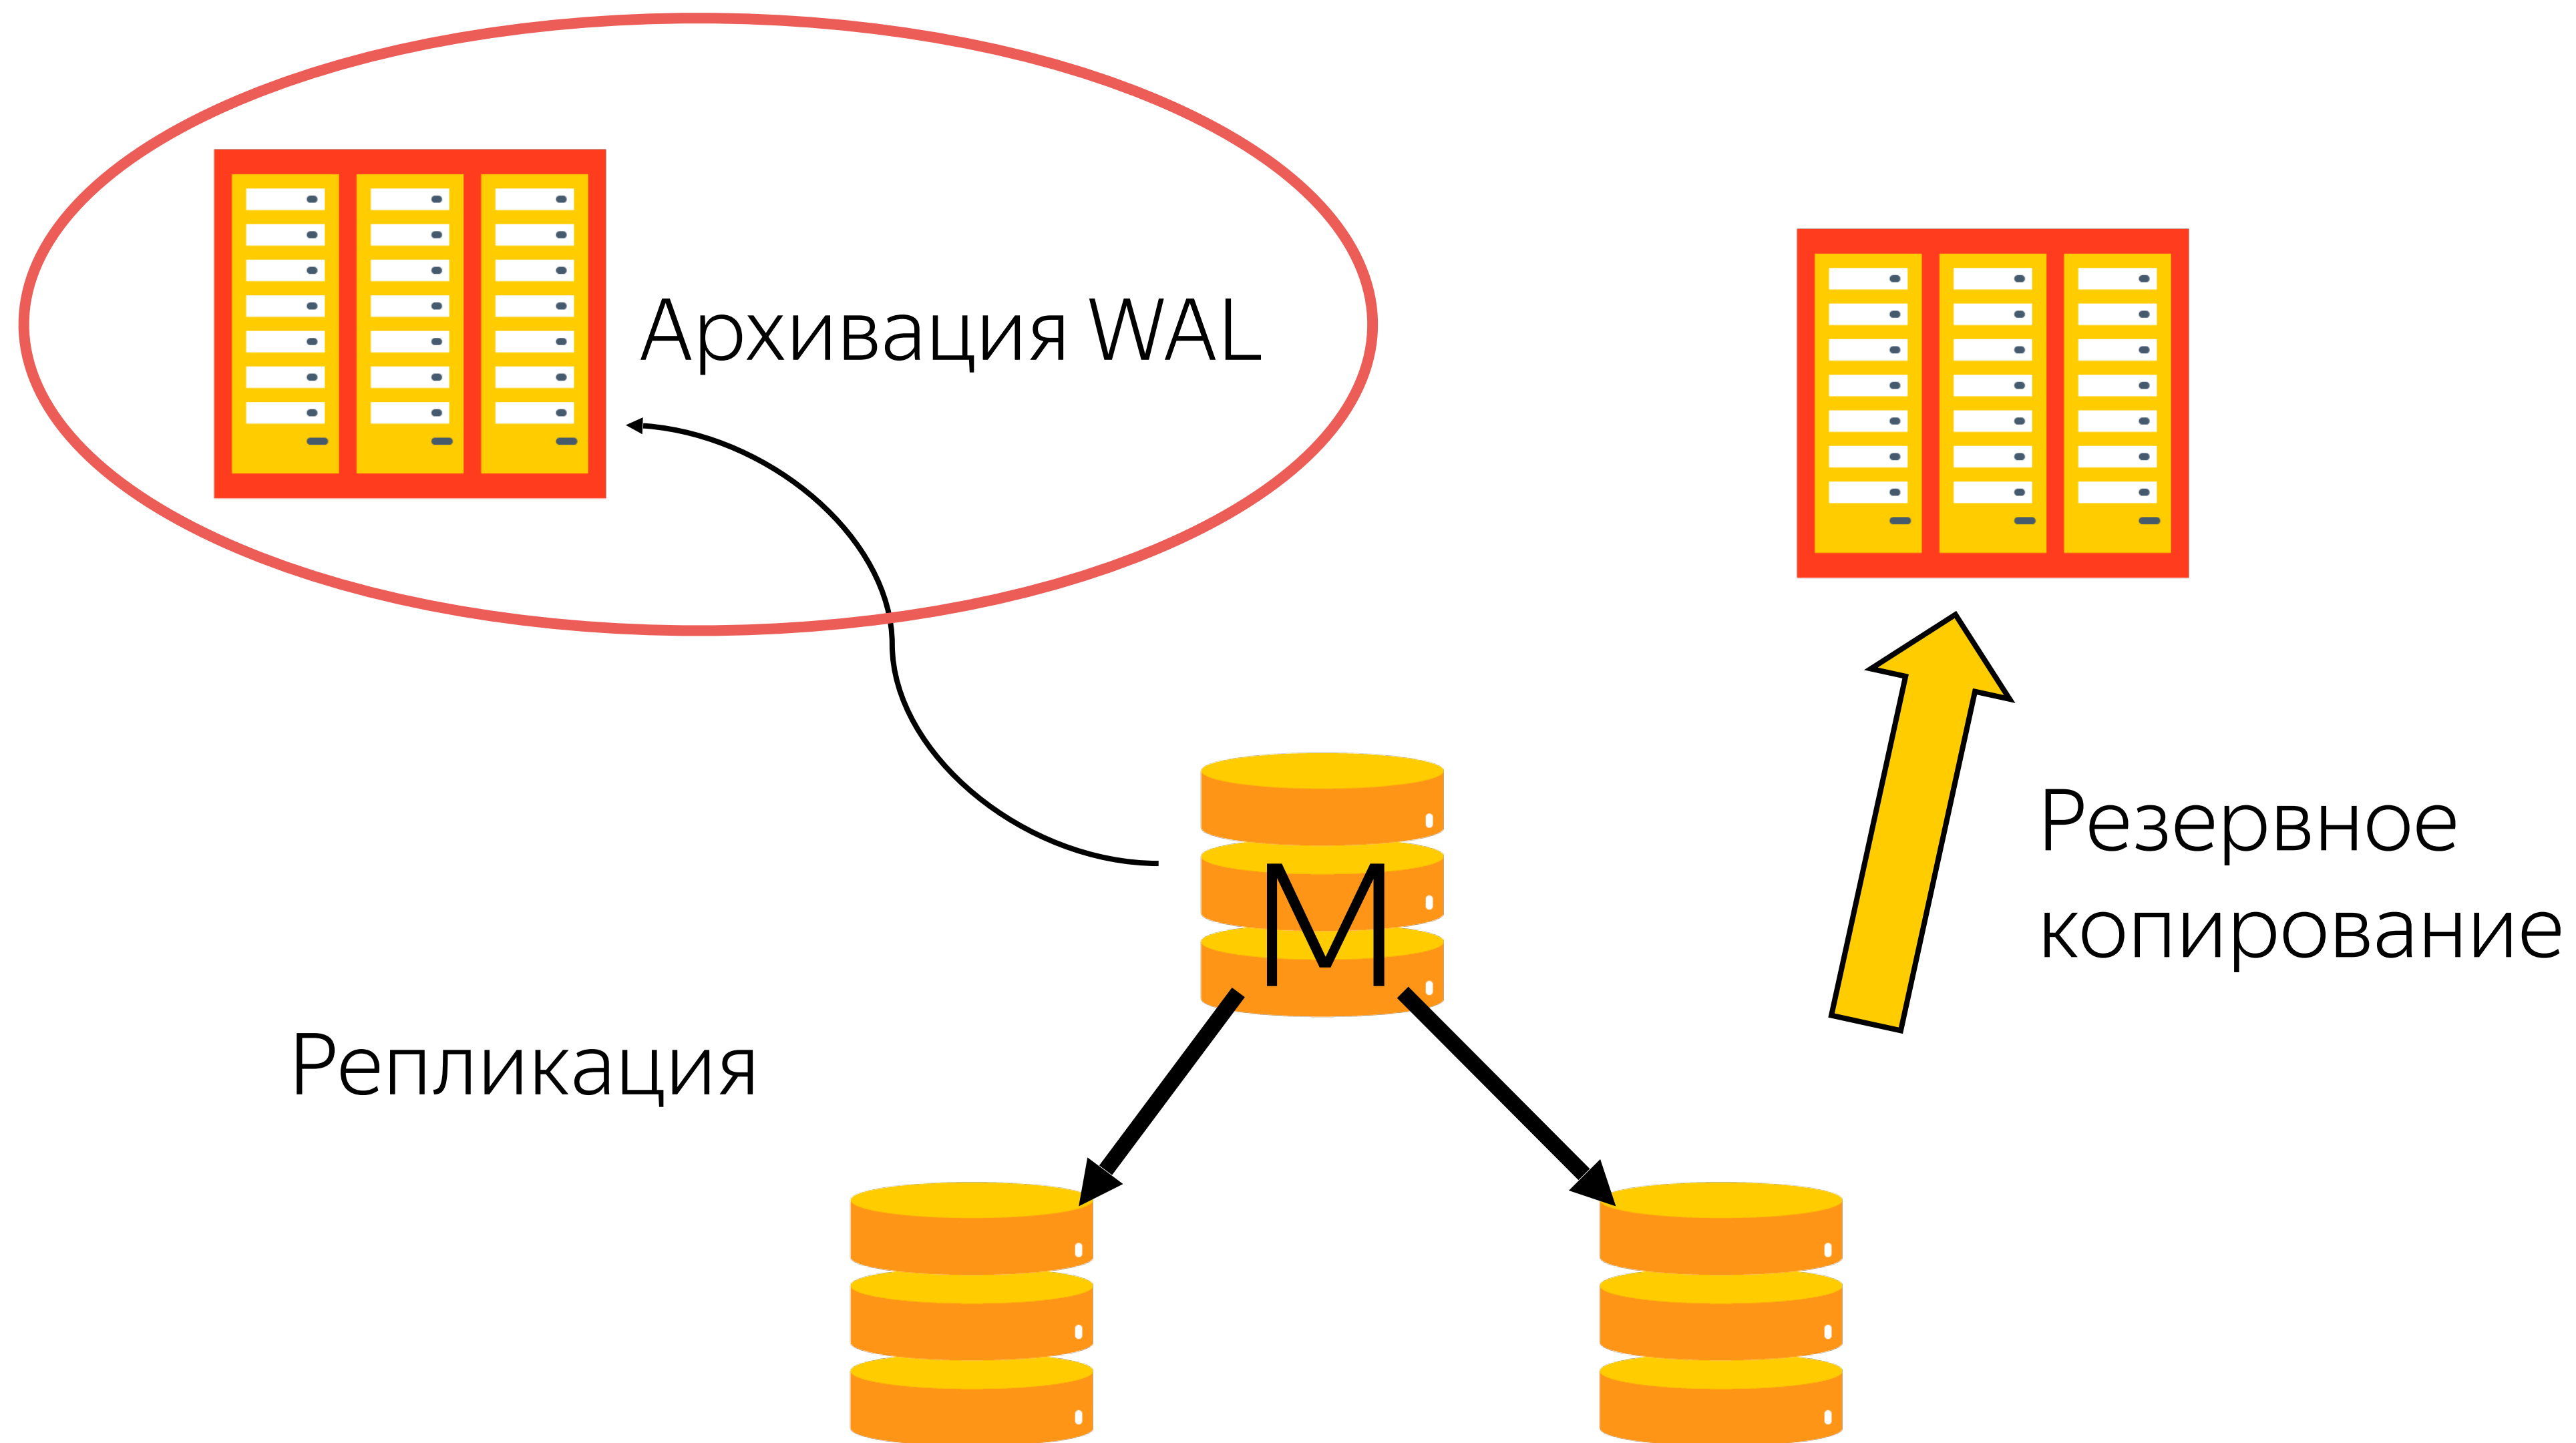 Архивация WAL
М
Резервное
копирование
Репликация